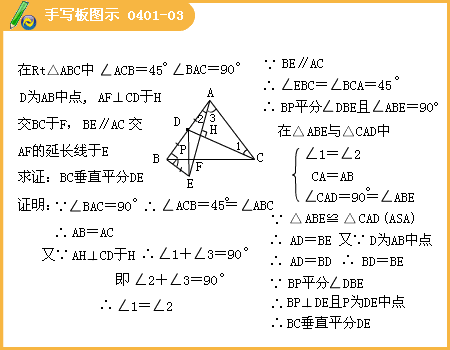 手写板图示 0401-03
在Rt△ABC中 ∠ACB=45°∠BAC=90°
D为AB中点, AF⊥CD于H
交BC于F, BE∥AC 交
AF的延长线于E
求证: BC垂直平分DE
证明:∵∠BAC=90°∴ ∠ACB=45°=∠ABC
∴ AB=AC
又∵ AH⊥CD于H ∴∠1+∠3=90°
即 ∠2+∠3=90°
∴ ∠1=∠2
A
D
2
3
H
P
1
B
F
C
E
∵ BE∥AC
∴ ∠EBC=∠BCA=45°
∴ BP平分∠DBE且∠ABE=90°
在△ABE与△CAD中
∠1=∠2
CA=AB
∠CAD=90°=∠ABE
∵ △ABE≌△CAD(ASA)
∴ AD=BE 又∵D为AB中点
∴ AD=BD ∴ BD=BE
∵ BP平分∠DBE
∴BP⊥DE且P为DE中点
∴BC垂直平分DE